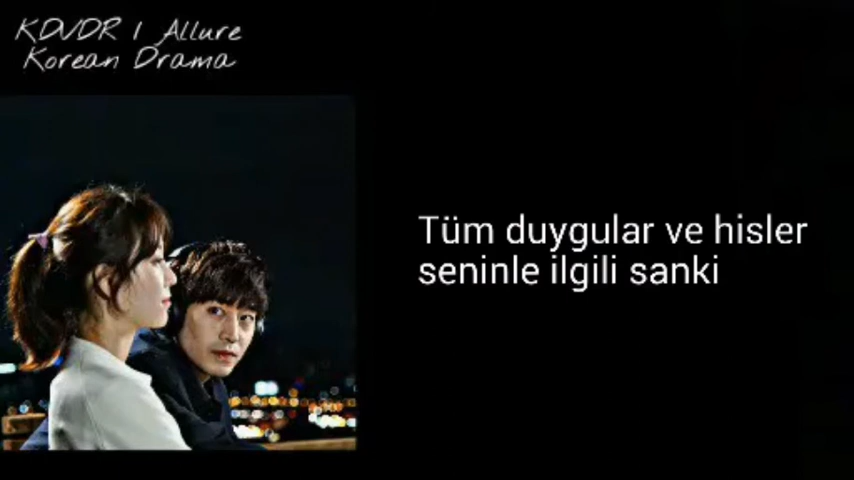 KDVDR | Allure
Korean Drama
Tüm duygular ve hisler
seninle ilgili sanki